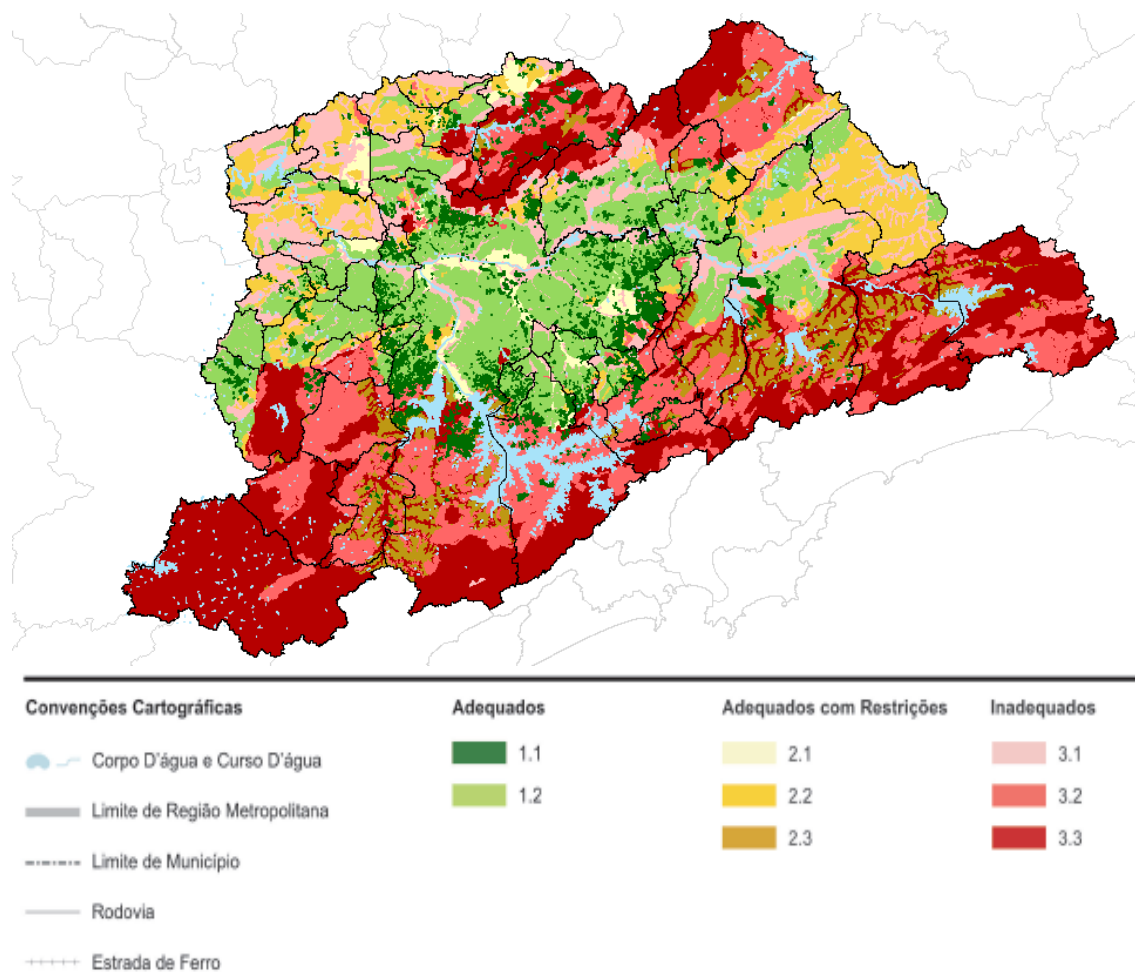 Convenções Cartográficas
Corpo D'água e Curso D'água
Limite de Região Metropolitana
Limite de Município
Rodovia
Estrada de Ferro
Adequados
1.1
1.2
Adequados com Restrições
2.1
2.2
2.3
Inadequados
3.1
3.2
3.3